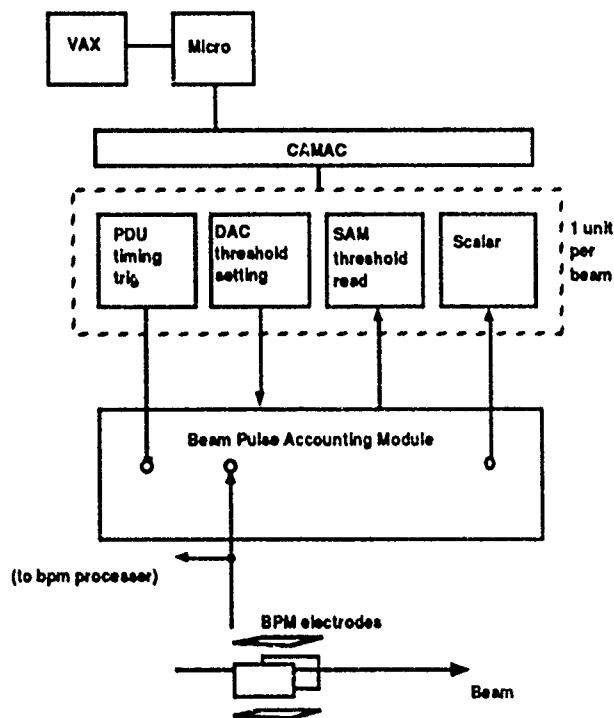 VAX
Micro
CAMAC
PDU
timing
trig
DAC
threshold
setting
SAM
threshold
read
Scalar
1 unit
per
beam
Beam Pulse Accounting Module
(to bpm processer)
BPM electrodes
Beam